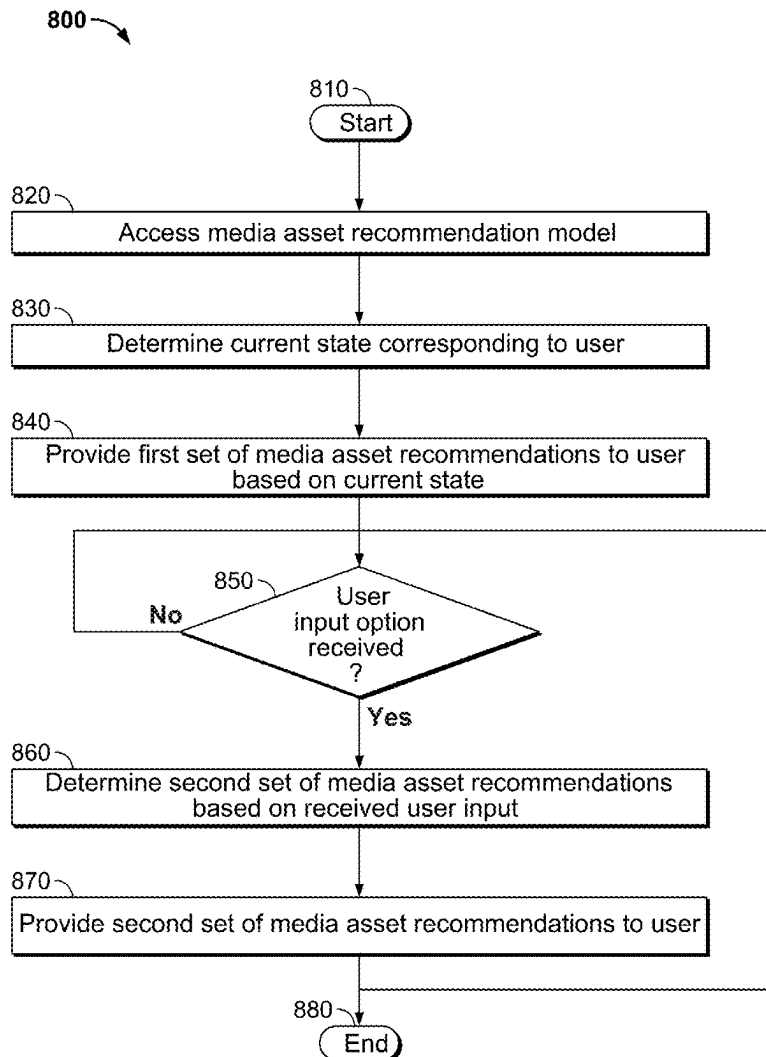 800
810
Start
820
Access media asset recommendation model
830
Determine current state corresponding to user
840
Provide first set of media asset recommendations to user
based on current state
850
User
input option
received
?
No
Yes
860
Determine second set of media asset recommendations
based on received user input
870
Provide second set of media asset recommendations to user
880
End